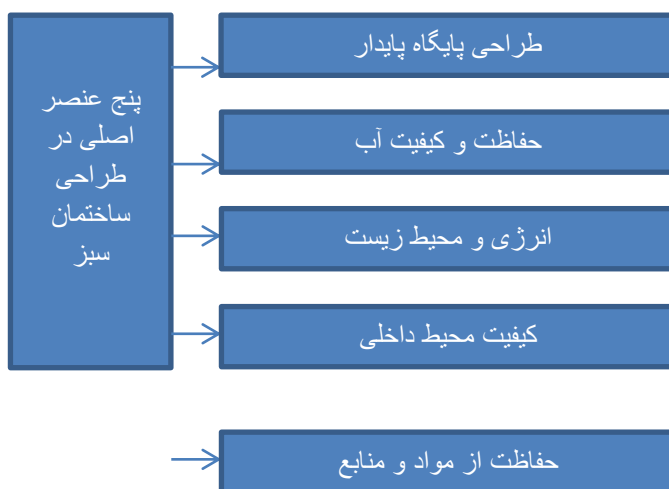 پنج عنصر
اصلی در
طراحی
ساختمان
سبز
طراحی پایگاه پایدار
حفاظت و کیفیت آب
انرژی و محیط زیست
کیفیت محیط داخلی
حفاظت از مواد و منابع